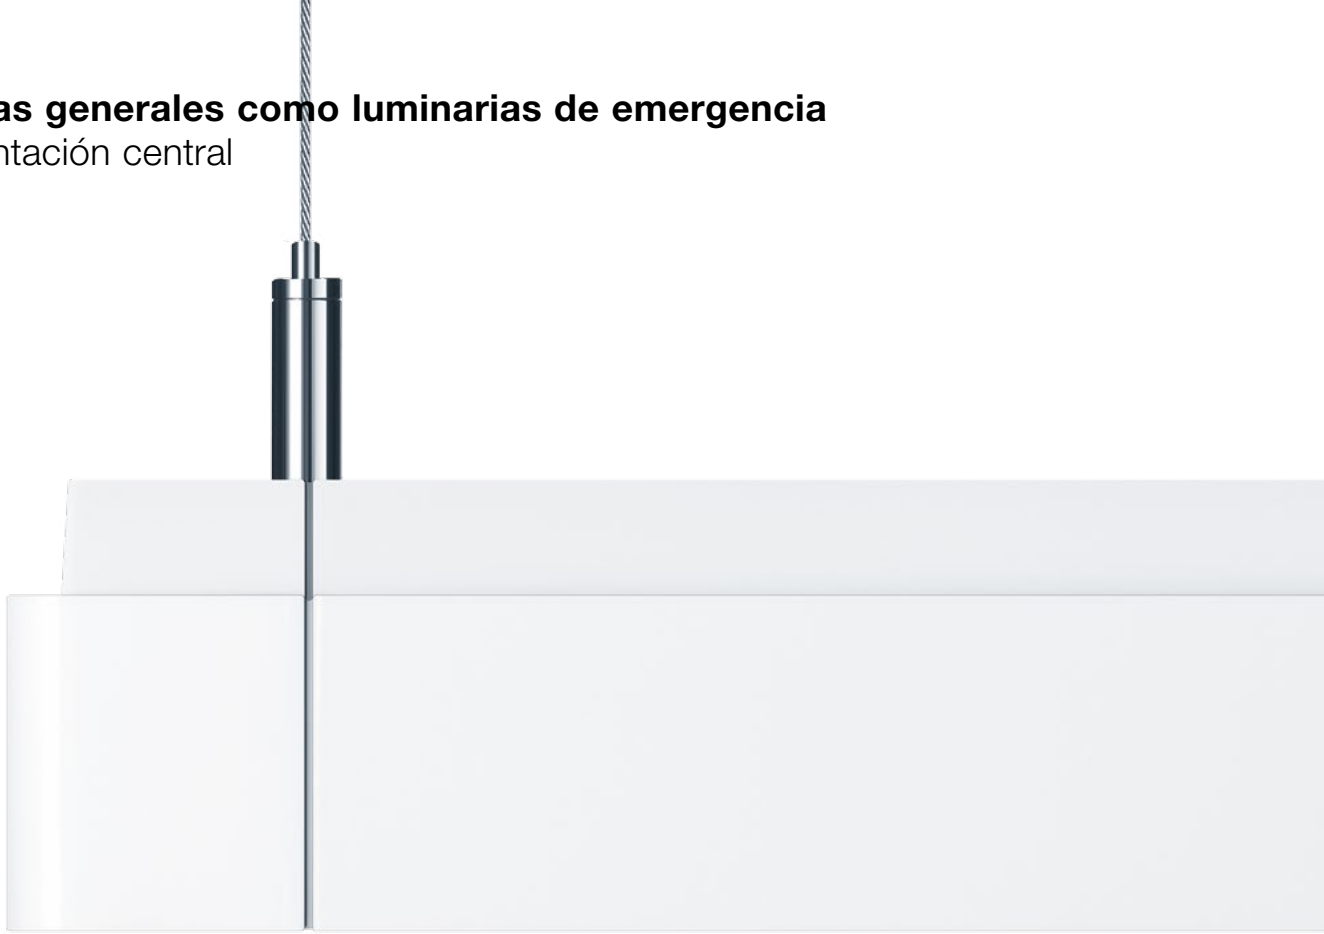 as generales como luminarias de emergencia
ntación central